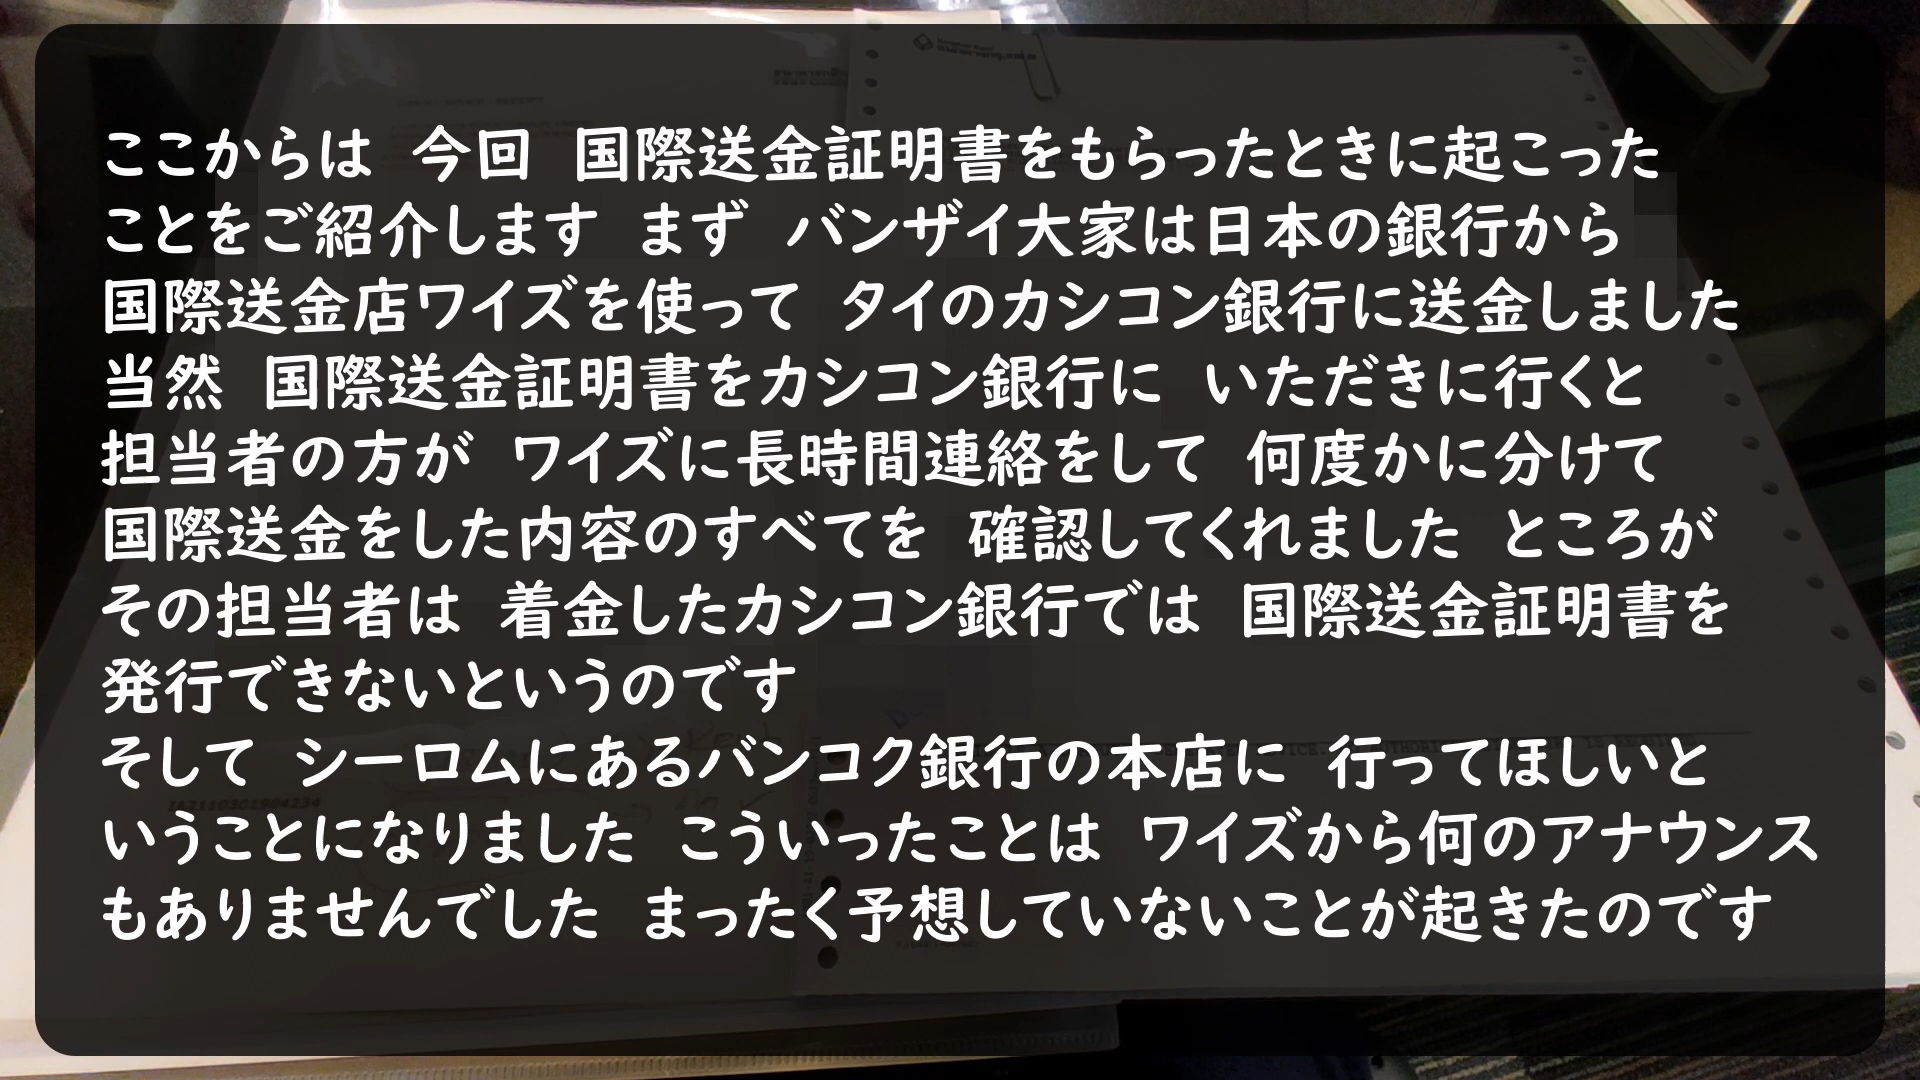 ここからは 今回 国際送金証明書をもらったときに起こった
ことをご紹介します まず バンザイ大家は日本の銀行から
国際送金店ワイズを使って タイのカシコン銀行に送金しました
当然 国際送金証明書をカシコン銀行に いただきに行くと
担当者の方が ワイズに長時間連絡をして 何度かに分けて
国際送金をした内容のすべてを 確認してくれました ところが
その担当者は 着金したカシコン銀行では 国際送金証明書を
発行できないというのです
そして シーロムにあるバンコク銀行の本店に 行ってほしいと
いうことになりました こういったことは ワイズから何のアナウンス
もありませんでした まったく予想していないことが起きたのです